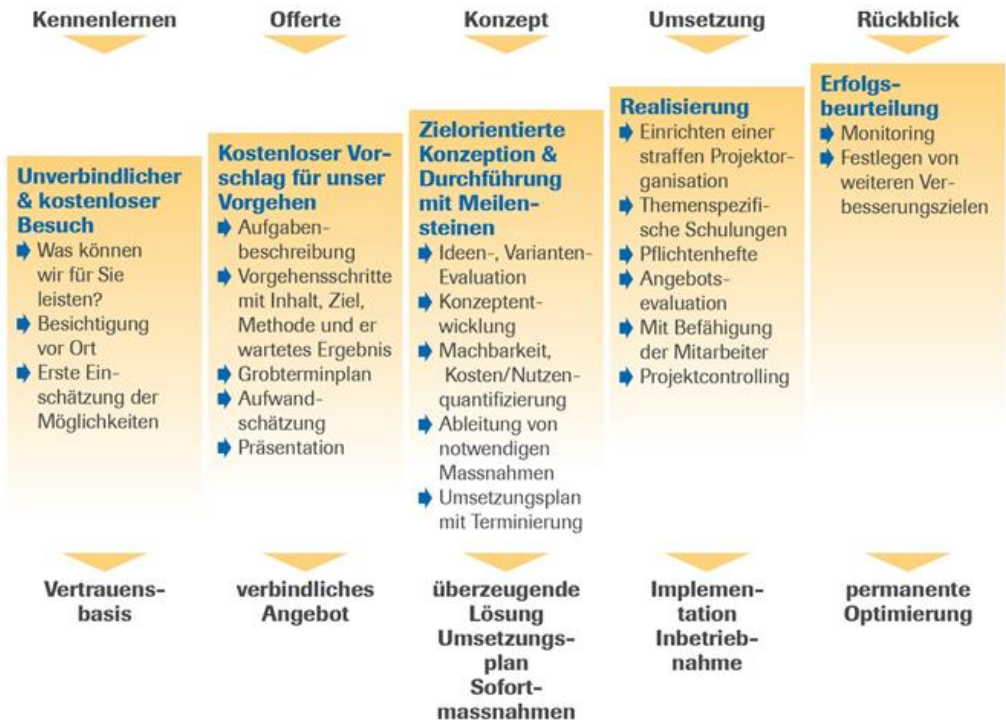 Kennenlernen
Offerte
Konzept
Umsetzung
Rückblick
Unverbindlicher
& kostenloser
Besuch
Was können
wir für Sie
leisten?
Besichtigung
vor Ort
Erste Ein-
schätzung der
Möglichkeiten
Kostenloser Vor-
schlag für unser
Vorgehen
Aufgaben-
beschreibung
Vorgehensschritte
mit Inhalt, Ziel,
Methode und er
wartetes Ergebnis
Grobterminplan
Aufwand-
schätzung
Präsentation
Zielorientierte
Konzeption &
Durchführung
mit Meilen-
steinen
Ideen-, Varianten-
Evaluation
Konzeptent-
wicklung
Machbarkeit,
Kosten/Nutzen-
quantifizierung
Ableitung von
notwendigen
Massnahmen
Umsetzungsplan
mit Terminierung
Realisierung
Einrichten einer
straffen Projektor-
ganisation
Themenspezifi-
sche Schulungen
Pflichtenhefte
Angebots-
evaluation
Mit Befähigung
der Mitarbeiter
Projektcontrolling
Erfolgs-
beurteilung
Monitoring
Festlegen von
weiteren Ver-
besserungszielen
Vertrauens-
basis
verbindliches
Angebot
überzeugende
Lösung
Umsetzungs-
plan
Sofort-
massnahmen
Implemen-
tation
Inbetrieb-
nahme
permanente
Optimierung